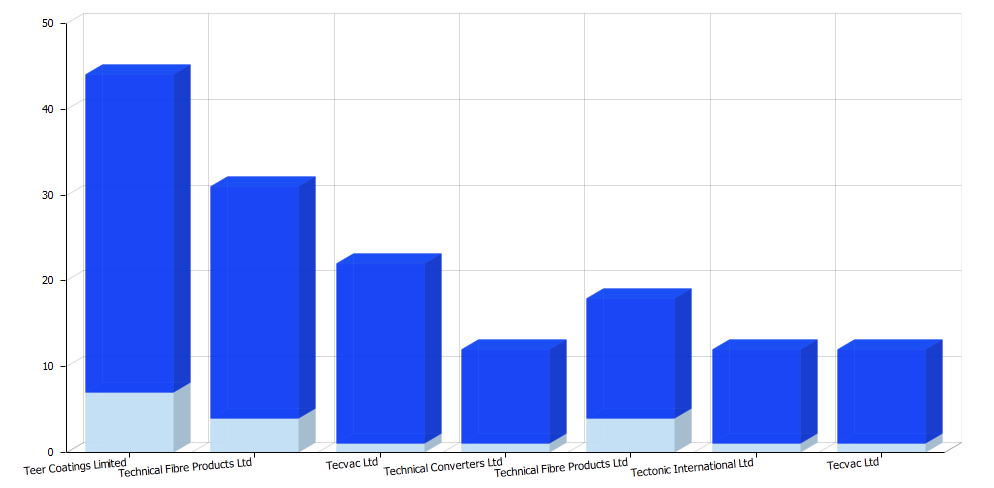 50
40
30
20
10
0
Teer Coatings Limited
Technical Fibre Products Ltd
Tecvac Ltd
Technical Converters Ltd
Technical Fibre Products Ltd
Tectonic International Ltd
Tecvac Ltd